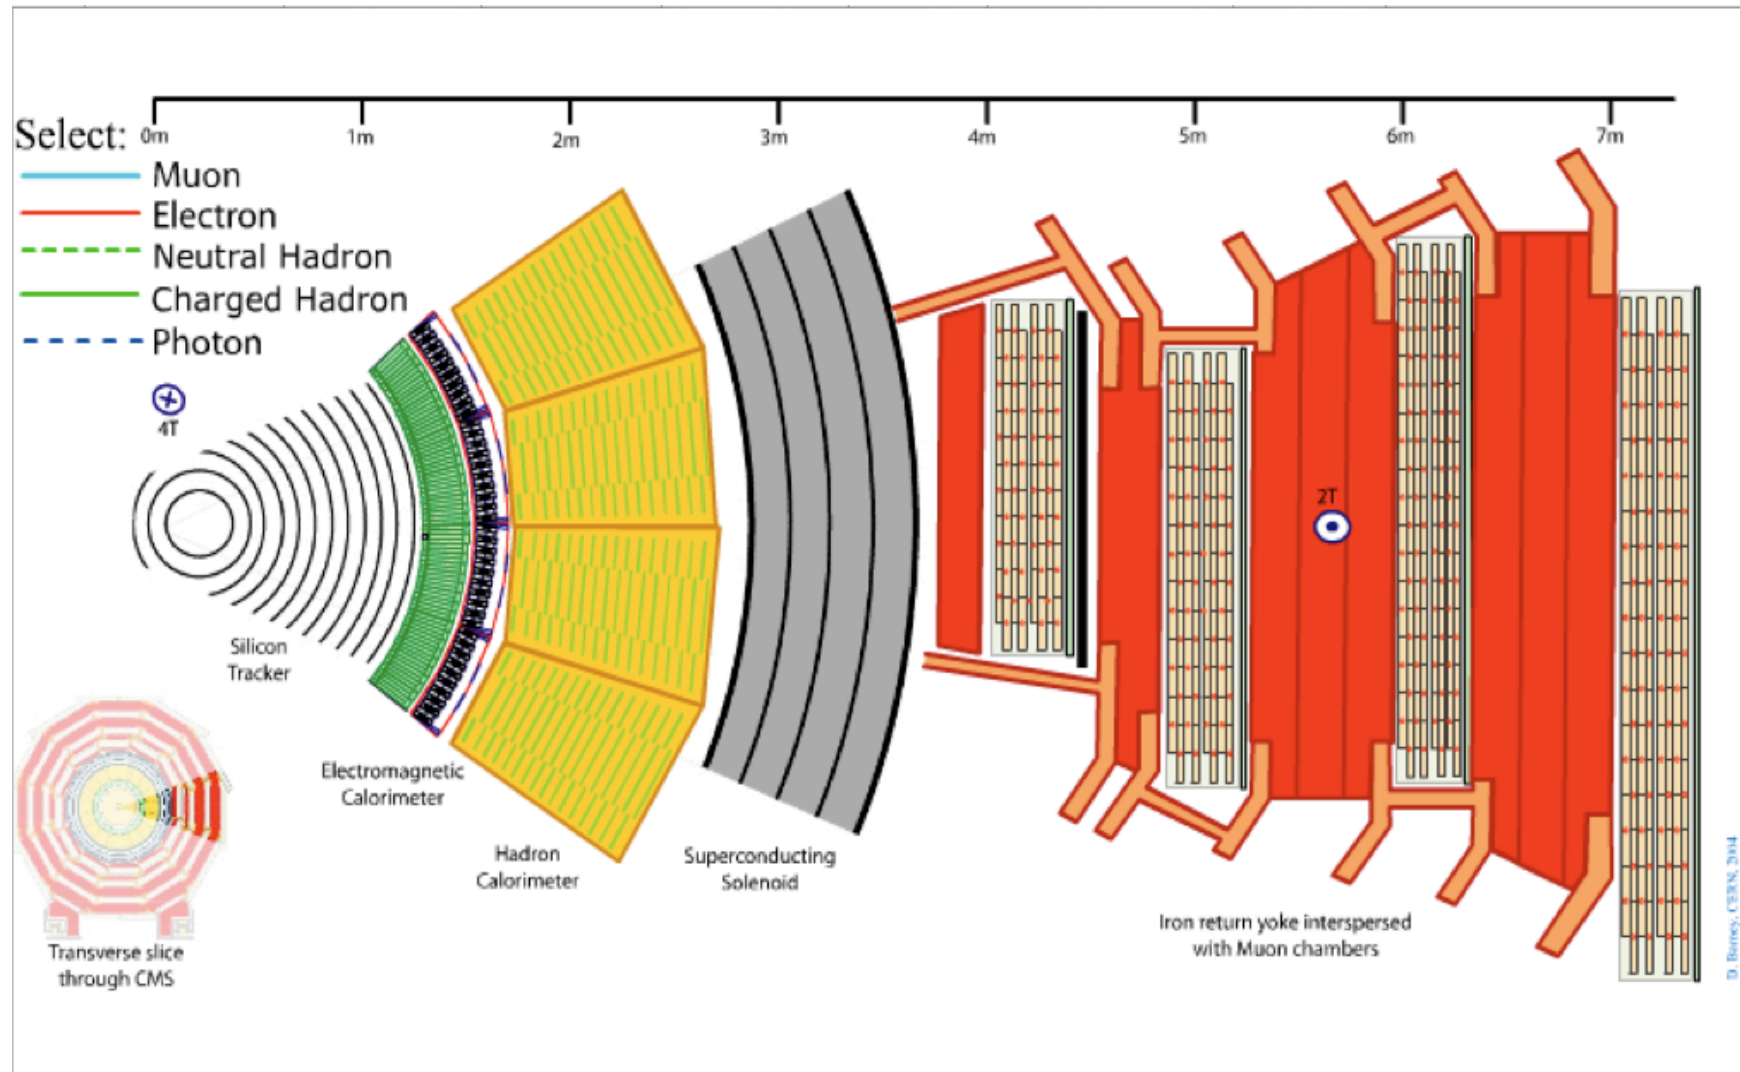 Select:
0m
1m
2m
3m
4m
5m
6m
7m
Muon
Electron
Neutral Hadron
Charged Hadron
Photon
4T
2T
Silicon
Tracker
Electromagnetic
Calorimeter
Hadron
Calorimeter
Superconducting
Solenoid
Iron return yoke interspersed
with Muon chambers
Transverse slice
through CMS
D. Barney, CERN, 2004